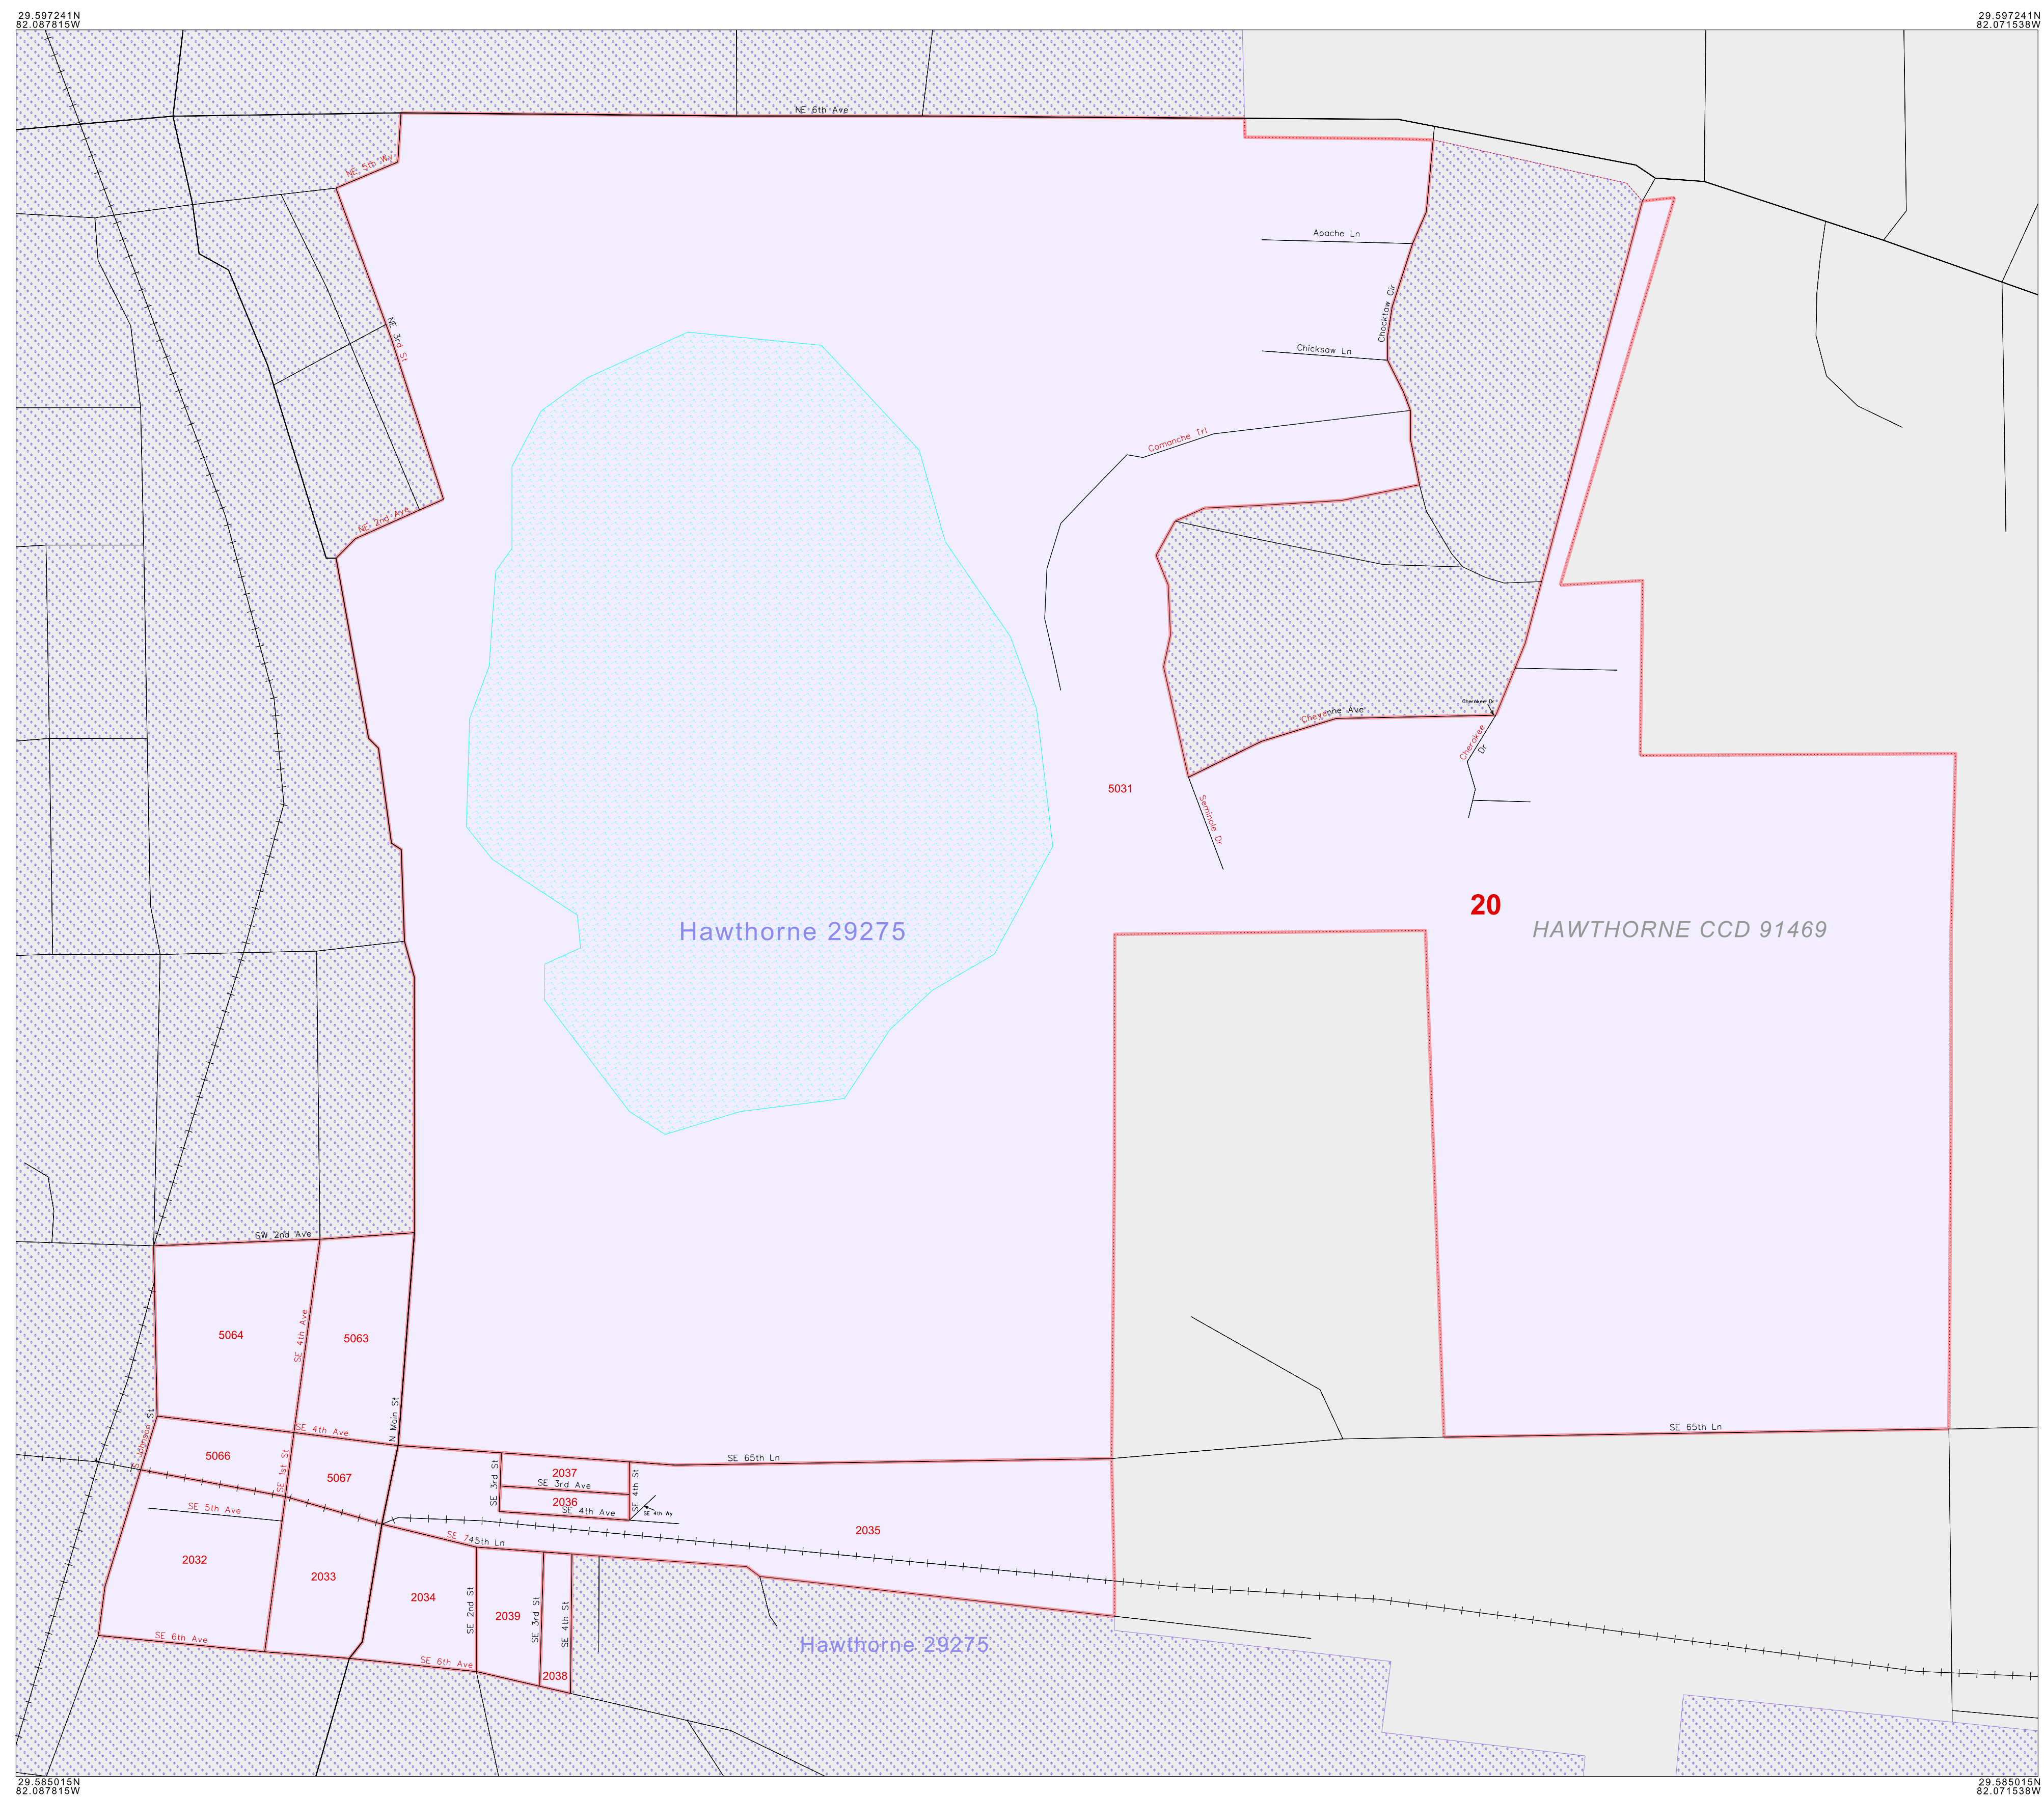 29.597241N
82.087815W
29.597241N
82.071538W
NE 6th Ave
NE 5th Wy
Apache Ln
Chocktaw Cir
NE 3rd St
Chicksaw Ln
Comanche Trl
NE 2nd Ave
Cherokee Dr
Cheyenne Ave
Cherokee Dr
5031
Seminole Dr
20
Hawthorne 29275
HAWTHORNE CCD 91469
SW 2nd Ave
5064
5063
SE 4th Ave
N Main St
S Johnson St
SE 4th Ave
SE 65th Ln
5066
SE 1st St
5067
SE 65th Ln
SE 3rd St
2037
SE 3rd Ave
2036
SE 4th Ave
SE 4th St
SE 4th Wy
SE 5th Ave
2035
SE 745th Ln
2032
2033
2034
SE 2nd St
2039
SE 3rd St
SE 4th St
SE 6th Ave
SE 6th Ave
2038
Hawthorne 29275
29.585015N
82.087815W
29.585015N
82.071538W